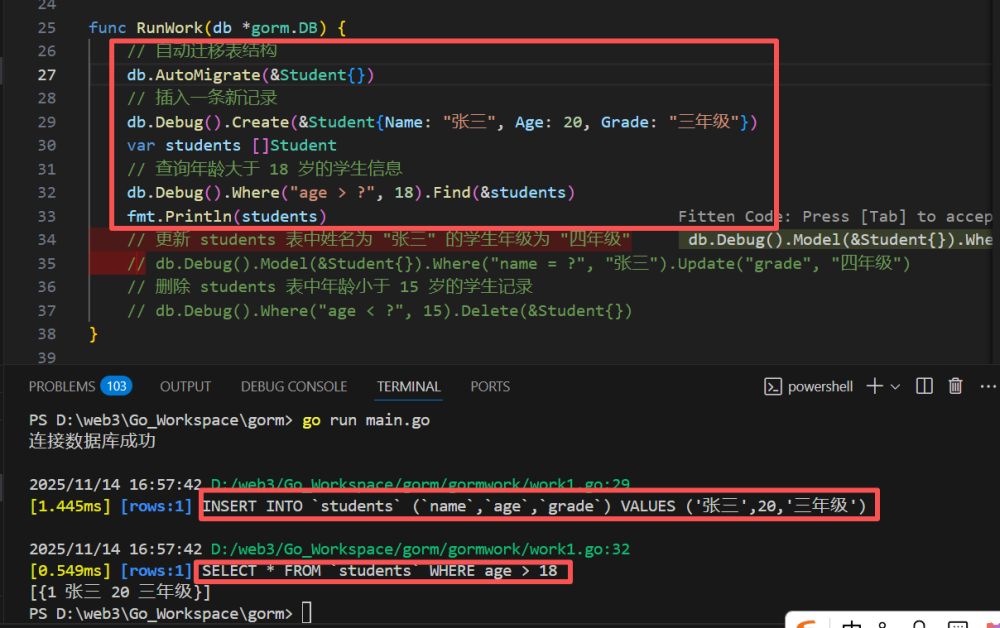 24
25 func RunWork(db *gorm.DB) {
26 // 自动迁移表结构
27 db.AutoMigrate(&Student{})
28 // 插入一条新记录
29 db.Debug().Create(&Student{Name: "张三", Age: 20, Grade: "三年级"})
30 var students []Student
31 // 查询年龄大于 18 岁的学生信息
32 db.Debug().Where("age > ?", 18).Find(&students)
33 fmt.Println(students) Fitten Code: Press [Tab] to accep
34 // 更新 students 表中姓名为 "张三" 的学生年级为 "四年级" db.Debug().Model(&Student{}).Whe
35 // db.Debug().Model(&Student{}).Where("name = ?", "张三").Update("grade", "四年级")
36 // 删除 students 表中年龄小于 15 岁的学生记录
37 // db.Debug().Where("age < ?", 15).Delete(&Student{})
38 }
39
PROBLEMS 103 OUTPUT DEBUG CONSOLE TERMINAL PORTS powershell
PS D:\web3\Go_Workspace\gorm> go run main.go
连接数据库成功
2025/11/14 16:57:42 D:/web3/Go_Workspace/gorm/gormwork/work1.go:29
[1.445ms] [rows:1] INSERT INTO `students` (`name`,`age`,`grade`) VALUES ('张三',20,'三年级')
2025/11/14 16:57:42 D:/web3/Go_Workspace/gorm/gormwork/work1.go:32
[0.549ms] [rows:1] SELECT * FROM `students` WHERE age > 18
[{1 张三 20 三年级}]
PS D:\web3\Go_Workspace\gorm>